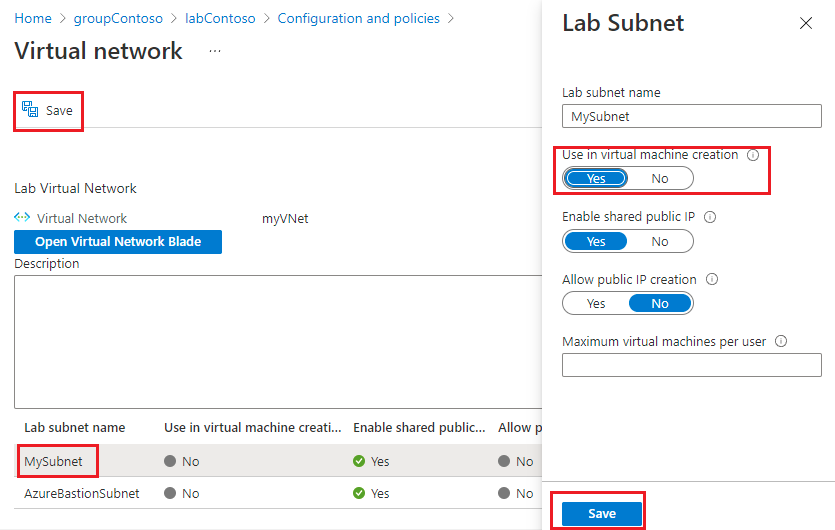 Home > groupContoso > labContoso > Configuration and policies >
Virtual network ...
Save
Lab Virtual Network
Virtual Network myVNet
Open Virtual Network Blade
Description
Lab subnet name Use in virtual machine creati... Enable shared public... Allow p
MySubnet No Yes No
AzureBastionSubnet No Yes No
Lab Subnet
Lab subnet name
MySubnet
Use in virtual machine creation
Yes No
Enable shared public IP
Yes No
Allow public IP creation
Yes No
Maximum virtual machines per user
Save